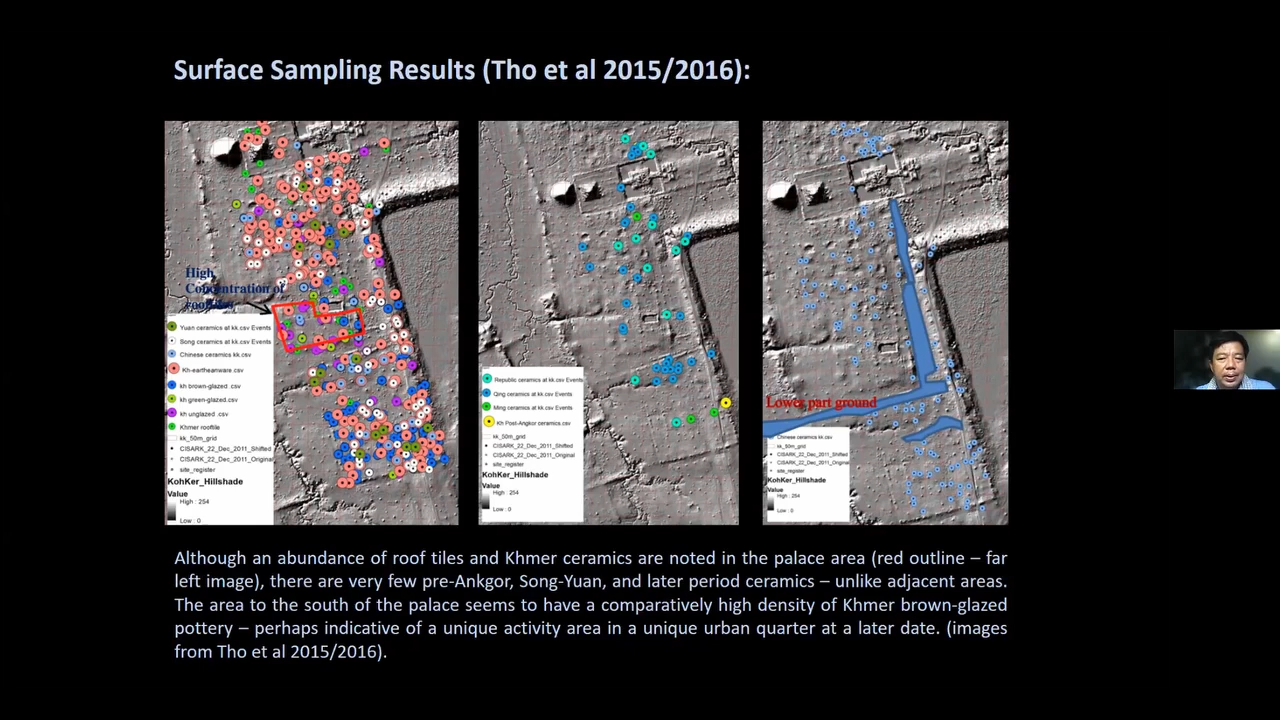 Surface Sampling Results (Tho et al 2015/2016):
High
Concentration of
Yuan ceramics at kk.csv Events
Song ceramics at kk.csv Events
Chinese ceramics kk.csv
Kh-eartheanware.csv
kh brown-glazed .csv
kh green-glazed.csv
kh unglazed .csv
Khmer rooftile
kk_50m_grid
CISARK_22_Dec_2011_Shifted
CISARK_22_Dec_2011_Original
site_register
KohKer_Hillshade
Value
High : 254
Low : 0
Republic ceramics at kk.csv Events
Qing ceramics at kk.csv Events
Ming ceramics at kk.csv Events
Kh Post-Angkor ceramics.csv
kk_50m_grid
CISARK_22_Dec_2011_Shifted
CISARK_22_Dec_2011_Original
site_register
KohKer_Hillshade
Value
High : 254
Low : 0
Lower part ground
Chinese ceramics kk.csv
kk_50m_grid
CISARK_22_Dec_2011_Shifted
CISARK_22_Dec_2011_Original
site_register
KohKer_Hillshade
Value
High : 254
Low : 0
Although an abundance of roof tiles and Khmer ceramics are noted in the palace area (red outline – far
left image), there are very few pre-Ankgor, Song-Yuan, and later period ceramics – unlike adjacent areas.
The area to the south of the palace seems to have a comparatively high density of Khmer brown-glazed
pottery – perhaps indicative of a unique activity area in a unique urban quarter at a later date. (images
from Tho et al 2015/2016).